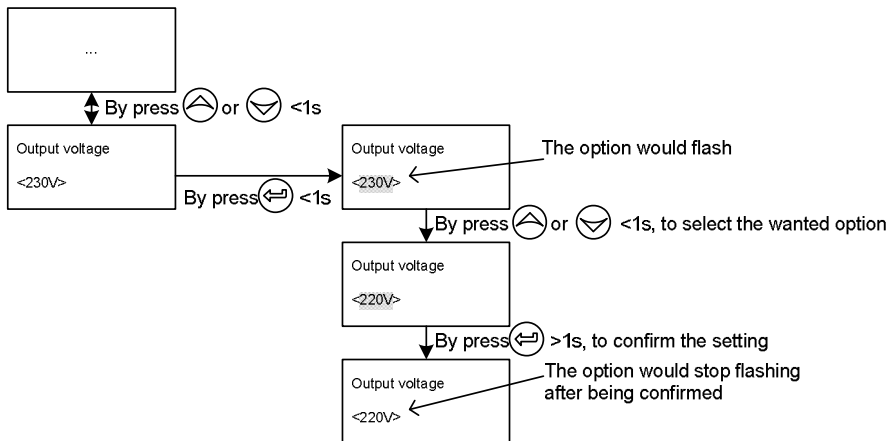 ...
By press or <1s
Output voltage
<230V>
By press <1s
Output voltage
<230V>
The option would flash
By press or <1s, to select the wanted option
Output voltage
<220V>
By press >1s, to confirm the setting
Output voltage
<220V>
The option would stop flashing
after being confirmed